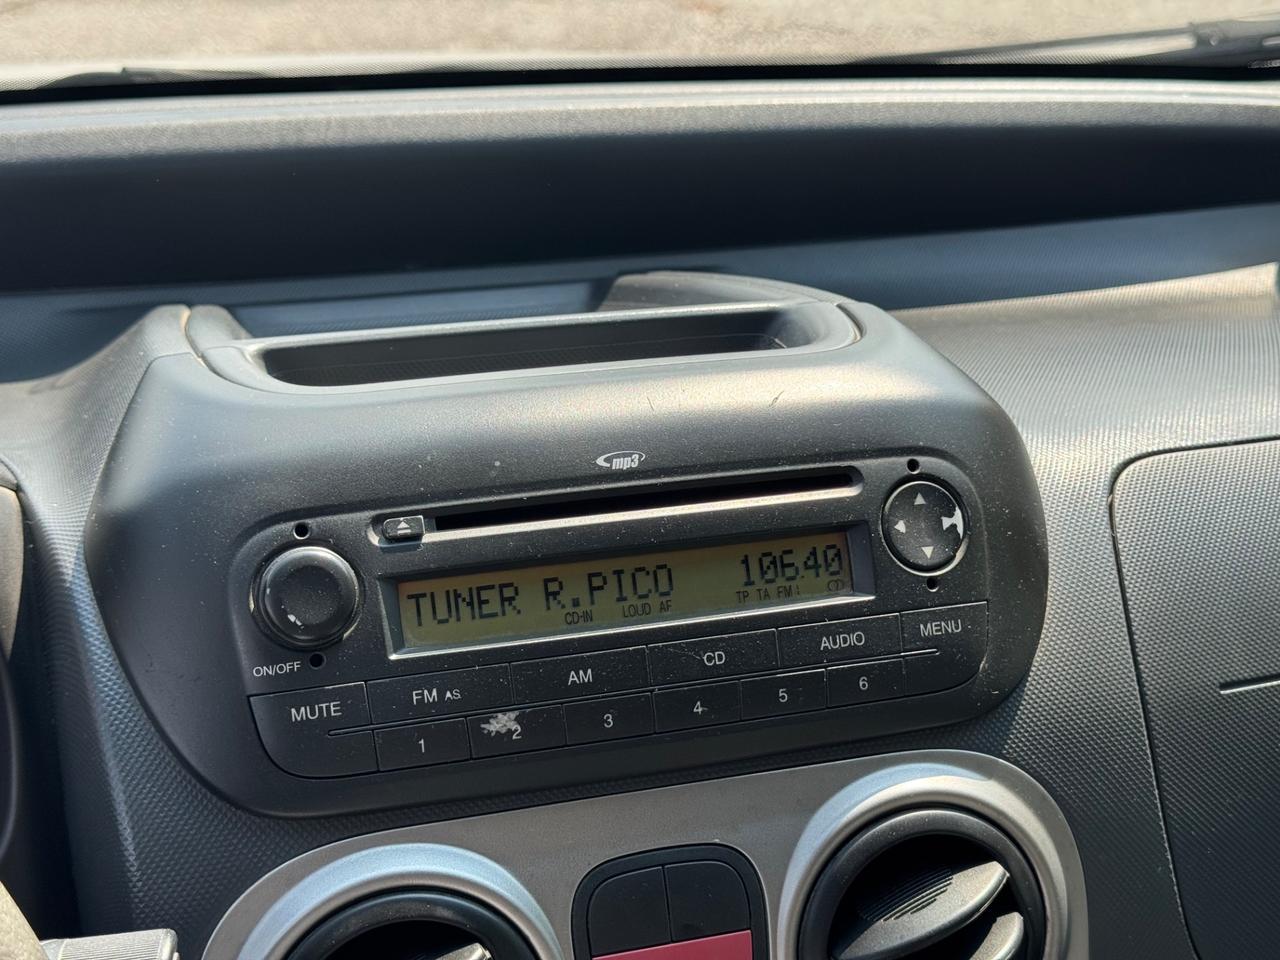 mp3
TUNER R.PICO 106.40
CD-IN LOUD AF TP TA FM1
ON/OFF
MUTE FM AS AM CD AUDIO MENU
1 2 3 4 5 6